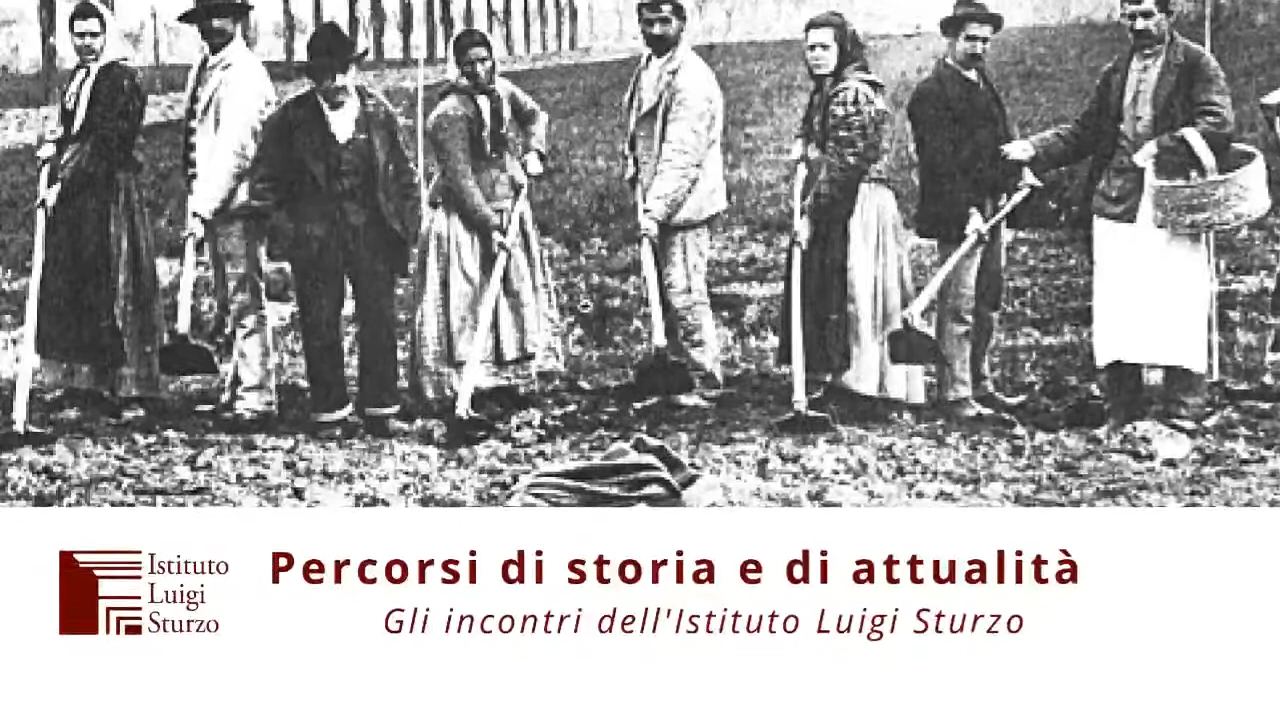 Istituto
Luigi
Sturzo
Percorsi di storia e di attualità
Gli incontri dell'Istituto Luigi Sturzo